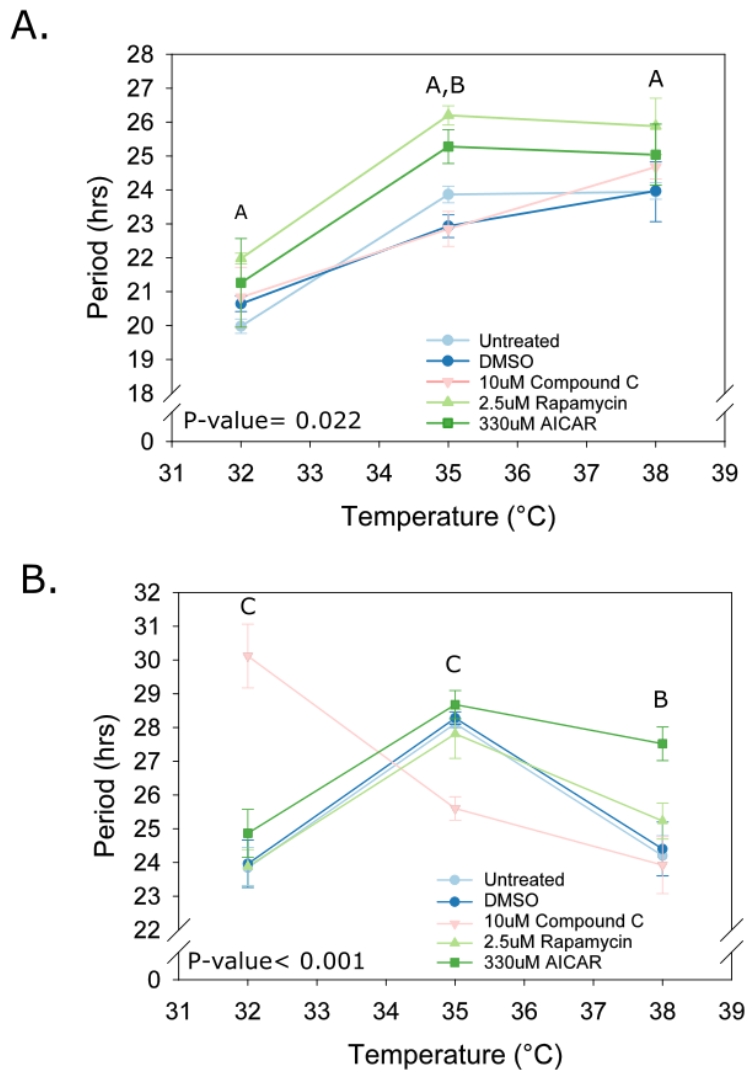 A.
28
27
26
25
24
23
22
21
20
19
18
0
Period (hrs)
A
A,B
A
Untreated
DMSO
10uM Compound C
2.5uM Rapamycin
330uM AICAR
P-value= 0.022
31 32 33 34 35 36 37 38 39
Temperature (°C)
B.
32
31
30
29
28
27
26
25
24
23
22
0
Period (hrs)
C
C
B
Untreated
DMSO
10uM Compound C
2.5uM Rapamycin
330uM AICAR
P-value< 0.001
31 32 33 34 35 36 37 38 39
Temperature (°C)